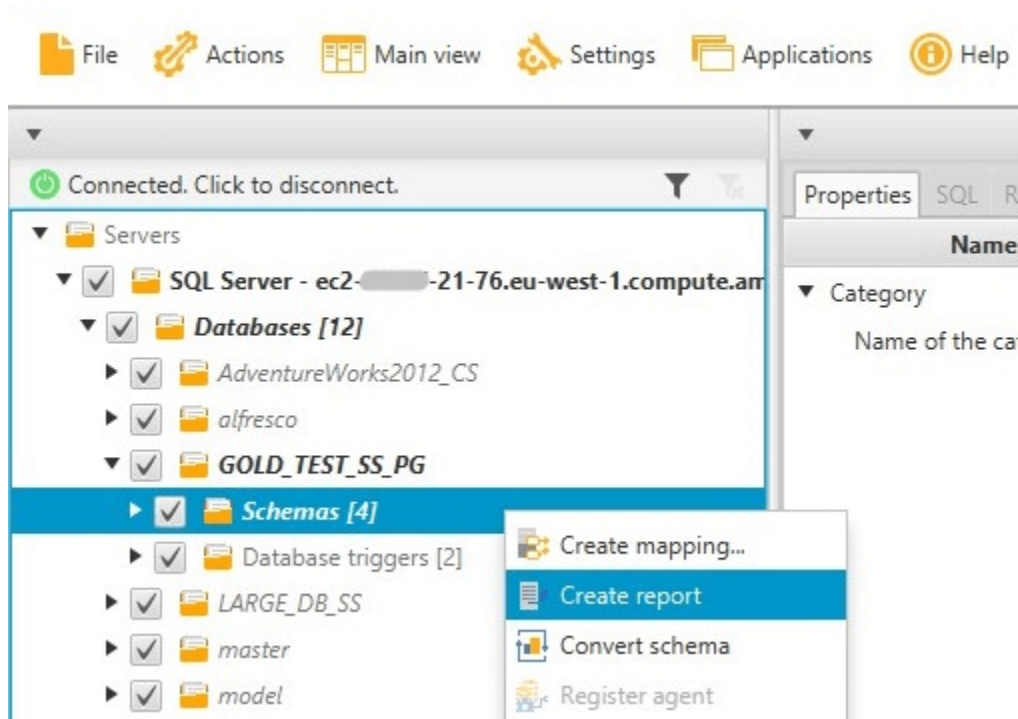 File Actions Main view Settings Applications Help
Connected. Click to disconnect.
Servers
SQL Server - ec2- -21-76.eu-west-1.compute.am
Databases [12]
AdventureWorks2012_CS
alfresco
GOLD_TEST_SS_PG
Schemas [4]
Database triggers [2]
LARGE_DB_SS
master
model
Create mapping...
Create report
Convert schema
Register agent
Properties SQL R
Name
Category
Name of the ca